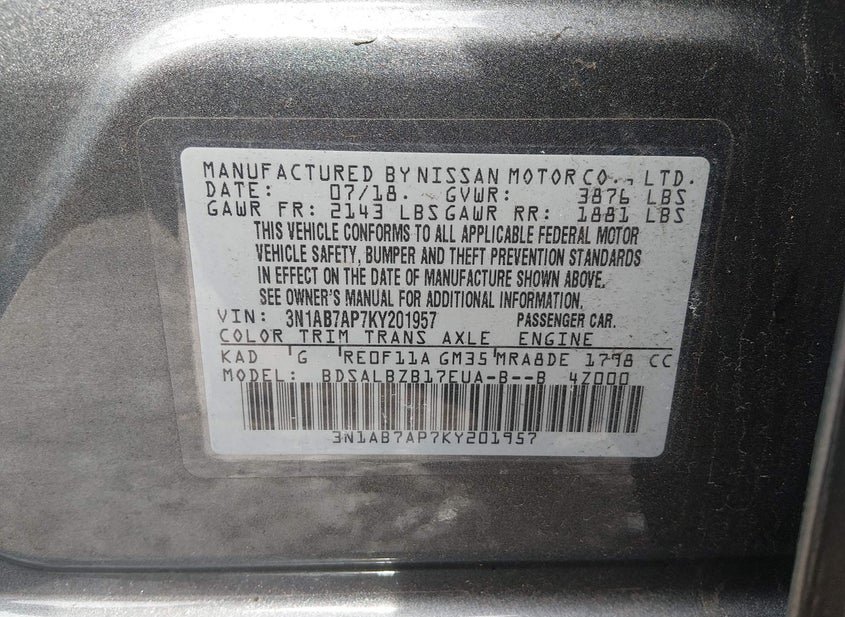 MANUFACTURED BY NISSAN MOTOR CO., LTD.
DATE: 07/18. GVWR: 3876 LBS
GAWR FR: 2143 LBS GAWR RR: 1881 LBS
THIS VEHICLE CONFORMS TO ALL APPLICABLE FEDERAL MOTOR
VEHICLE SAFETY, BUMPER AND THEFT PREVENTION STANDARDS
IN EFFECT ON THE DATE OF MANUFACTURE SHOWN ABOVE.
SEE OWNER'S MANUAL FOR ADDITIONAL INFORMATION.
VIN: 3N1AB7AP7KY201957 PASSENGER CAR.
COLOR TRIM TRANS AXLE ENGINE
KAD G RE0F11A GM35 MRA8DE 1798 CC
MODEL: BDSALBZB17EUA-B--B 4Z000
3N1AB7AP7KY201957